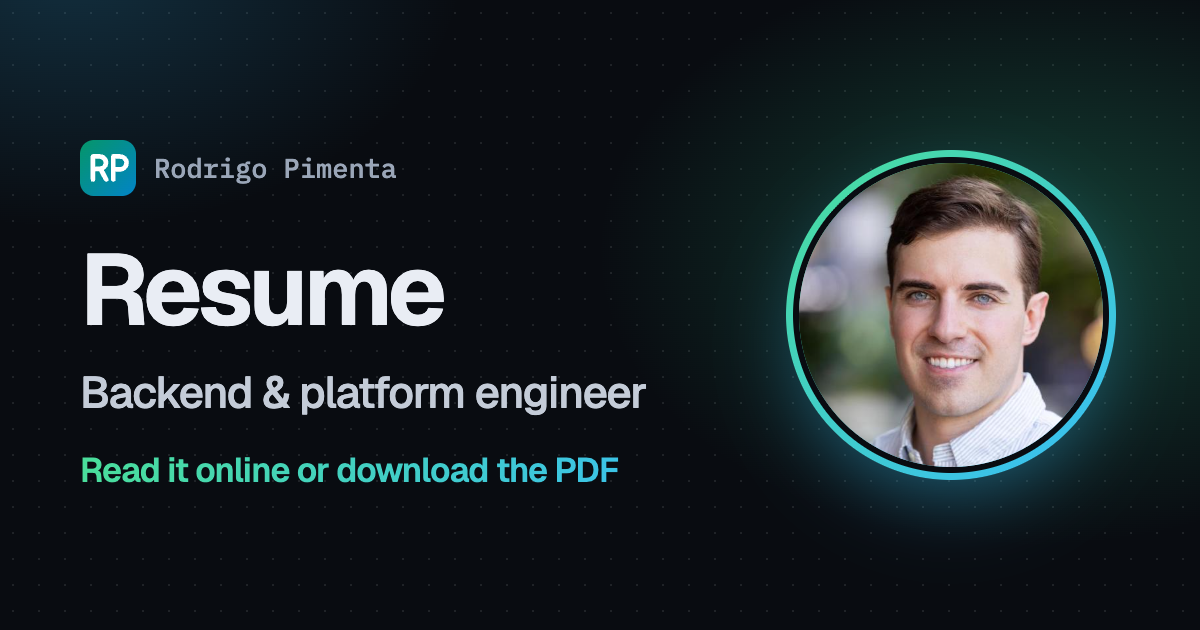 RP Rodrigo Pimenta
Resume
Backend & platform engineer
Read it online or download the PDF